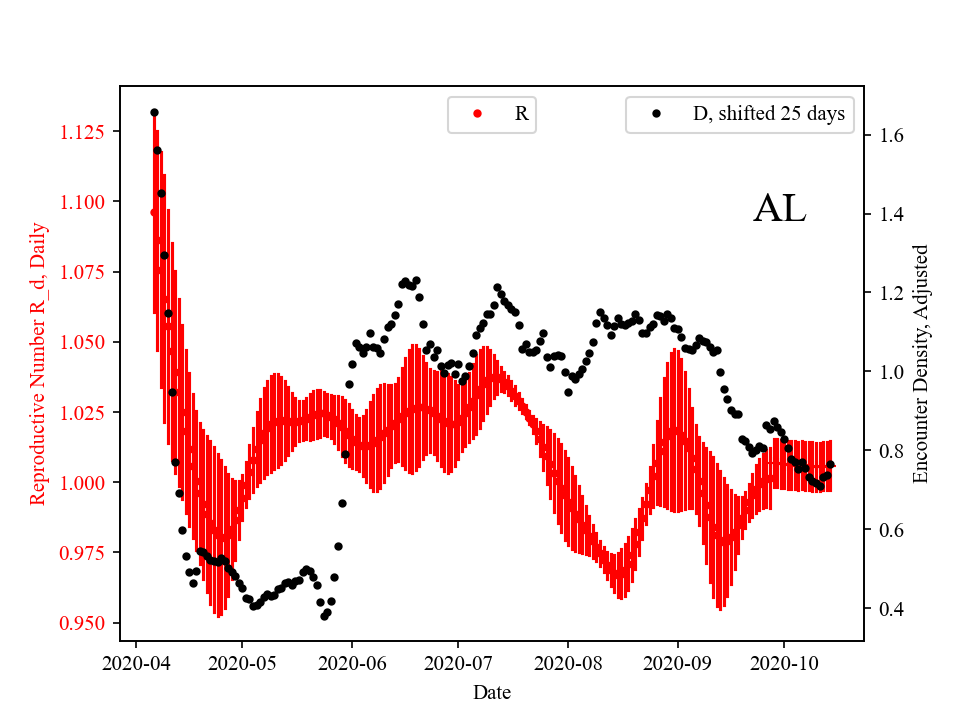 R
D, shifted 25 days
AL
Reproductive Number R_d, Daily
1.125
1.100
1.075
1.050
1.025
1.000
0.975
0.950
1.6
1.4
1.2
1.0
0.8
0.6
0.4
Encounter Density, Adjusted
2020-04 2020-05 2020-06 2020-07 2020-08 2020-09 2020-10
Date